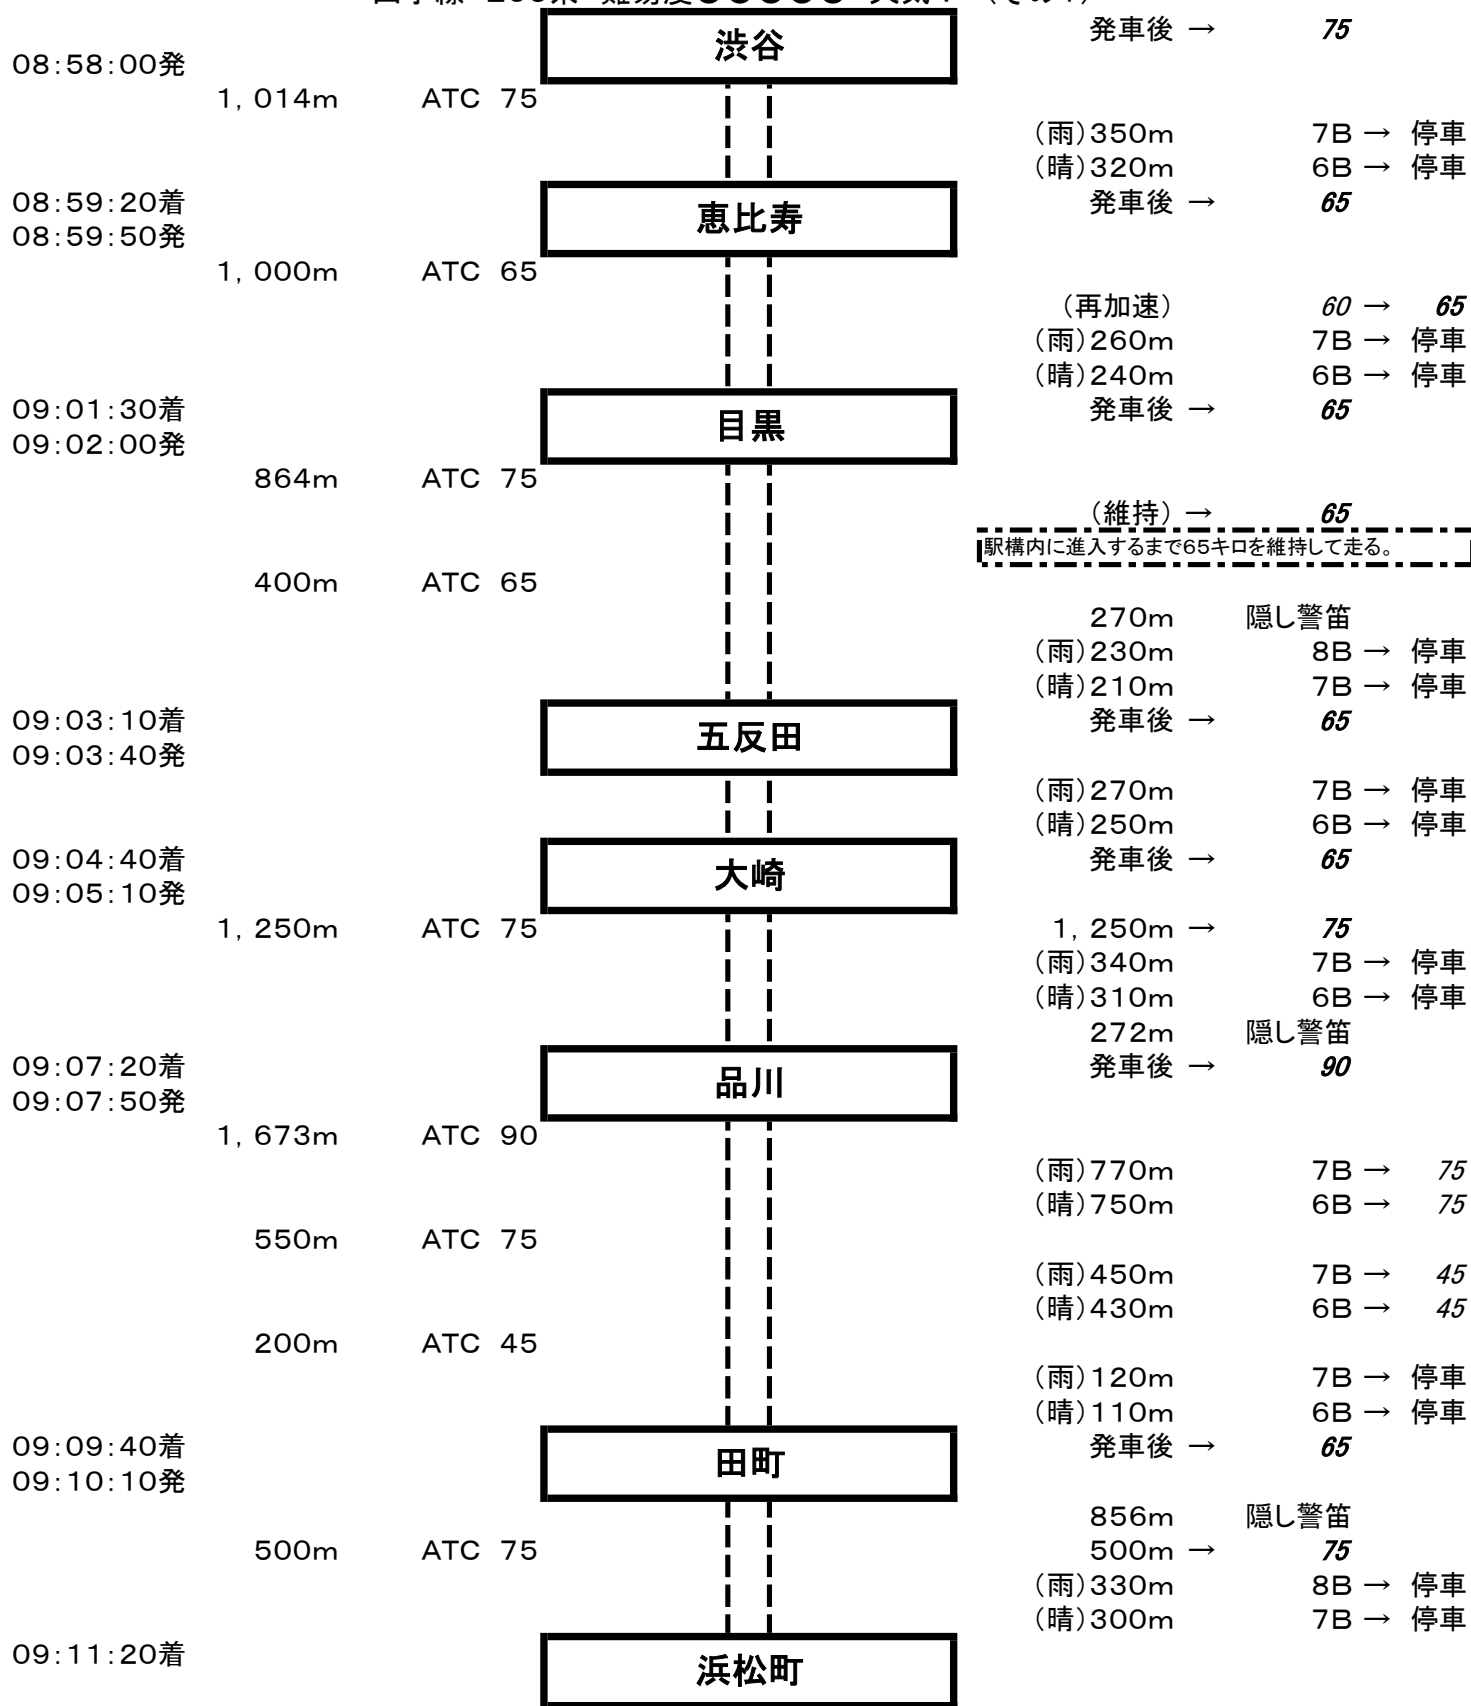 渋谷 発車後 → 75
08:58:00発
1,014m ATC 75
(雨)350m 7B → 停車
(晴)320m 6B → 停車
08:59:20着 恵比寿 発車後 → 65
08:59:50発
1,000m ATC 65
(再加速) 60 → 65
(雨)260m 7B → 停車
(晴)240m 6B → 停車
09:01:30着 目黒 発車後 → 65
09:02:00発
864m ATC 75
(維持) → 65
駅構内に進入するまで65キロを維持して走る。
400m ATC 65
270m 隠し警笛
(雨)230m 8B → 停車
(晴)210m 7B → 停車
09:03:10着 五反田 発車後 → 65
09:03:40発
(雨)270m 7B → 停車
(晴)250m 6B → 停車
09:04:40着 大崎 発車後 → 65
09:05:10発
1,250m ATC 75 1,250m → 75
(雨)340m 7B → 停車
(晴)310m 6B → 停車
272m 隠し警笛
09:07:20着 品川 発車後 → 90
09:07:50発
1,673m ATC 90
(雨)770m 7B → 75
(晴)750m 6B → 75
550m ATC 75
(雨)450m 7B → 45
(晴)430m 6B → 45
200m ATC 45
(雨)120m 7B → 停車
(晴)110m 6B → 停車
09:09:40着 田町 発車後 → 65
09:10:10発
856m 隠し警笛
500m ATC 75 500m → 75
(雨)330m 8B → 停車
(晴)300m 7B → 停車
09:11:20着 浜松町